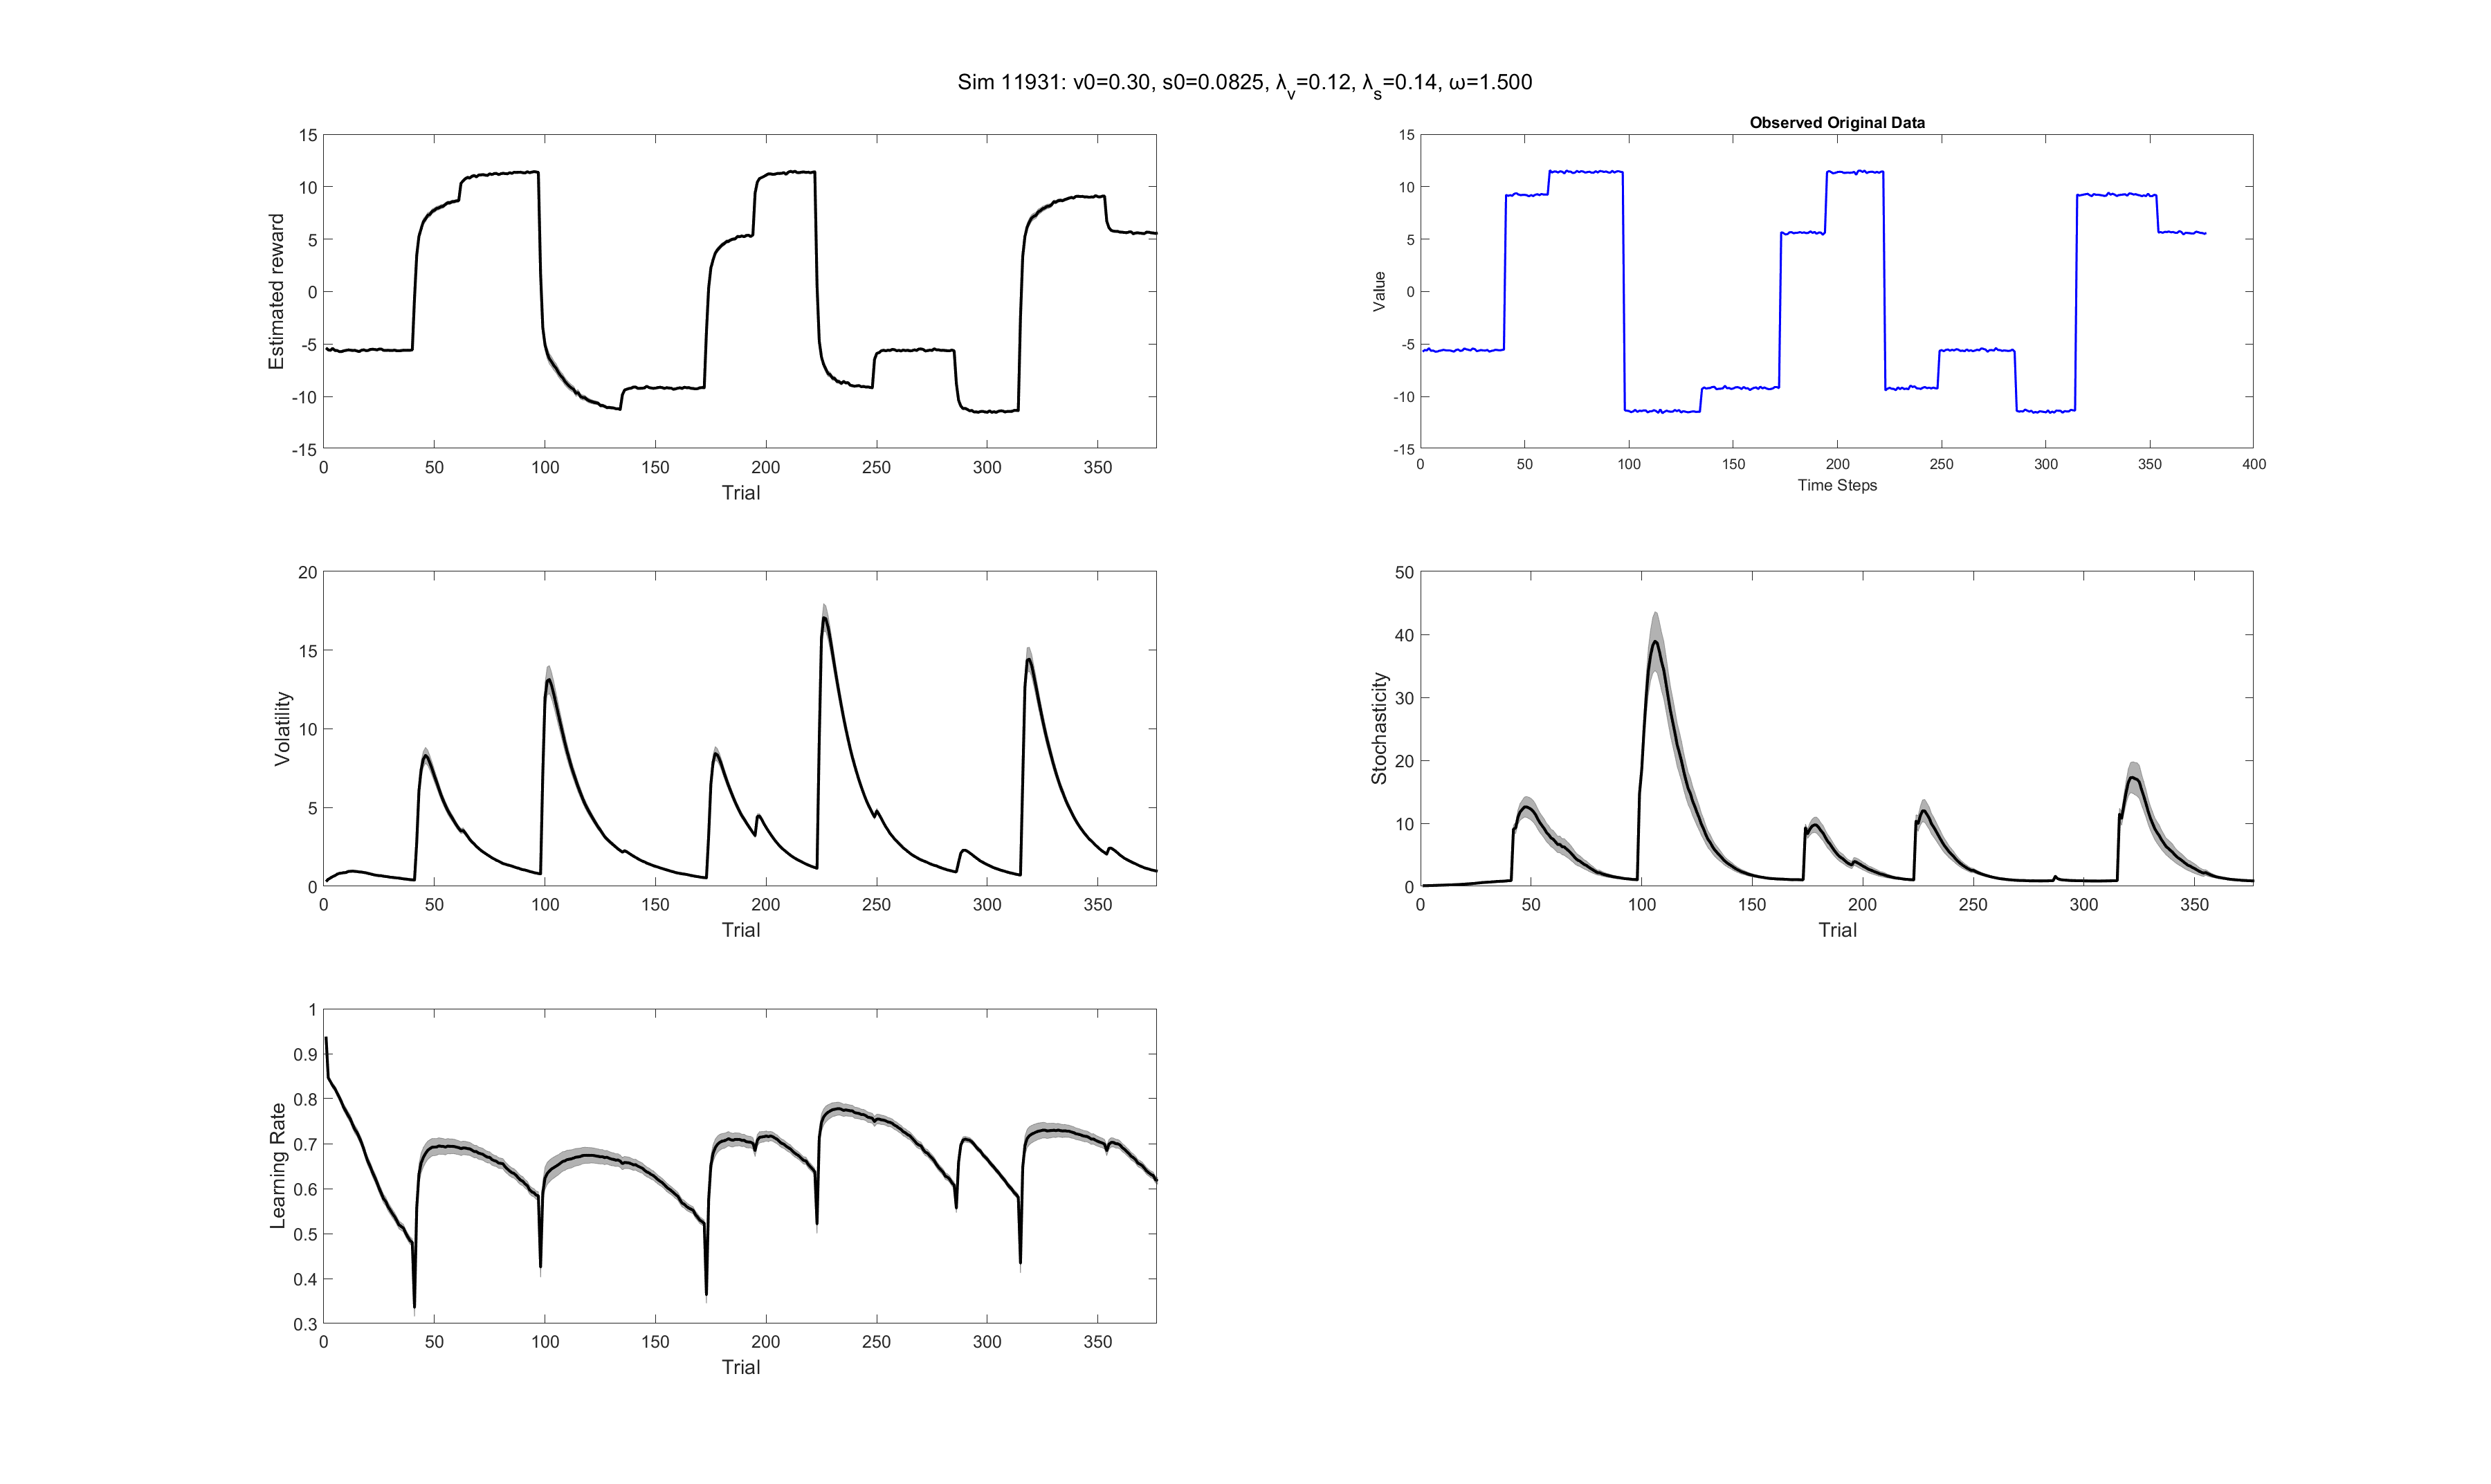 Sim 11931: v0=0.30, s0=0.0825, λv=0.12, λs=0.14, ω=1.500
15
10
5
0
-5
-10
-15
Estimated reward
0 50 100 150 200 250 300 350
Trial
Observed Original Data
15
10
5
0
-5
-10
-15
Value
0 50 100 150 200 250 300 350 400
Time Steps
20
15
10
5
0
Volatility
0 50 100 150 200 250 300 350
Trial
50
40
30
20
10
0
Stochasticity
0 50 100 150 200 250 300 350
Trial
1
0.9
0.8
0.7
0.6
0.5
0.4
0.3
Learning Rate
0 50 100 150 200 250 300 350
Trial